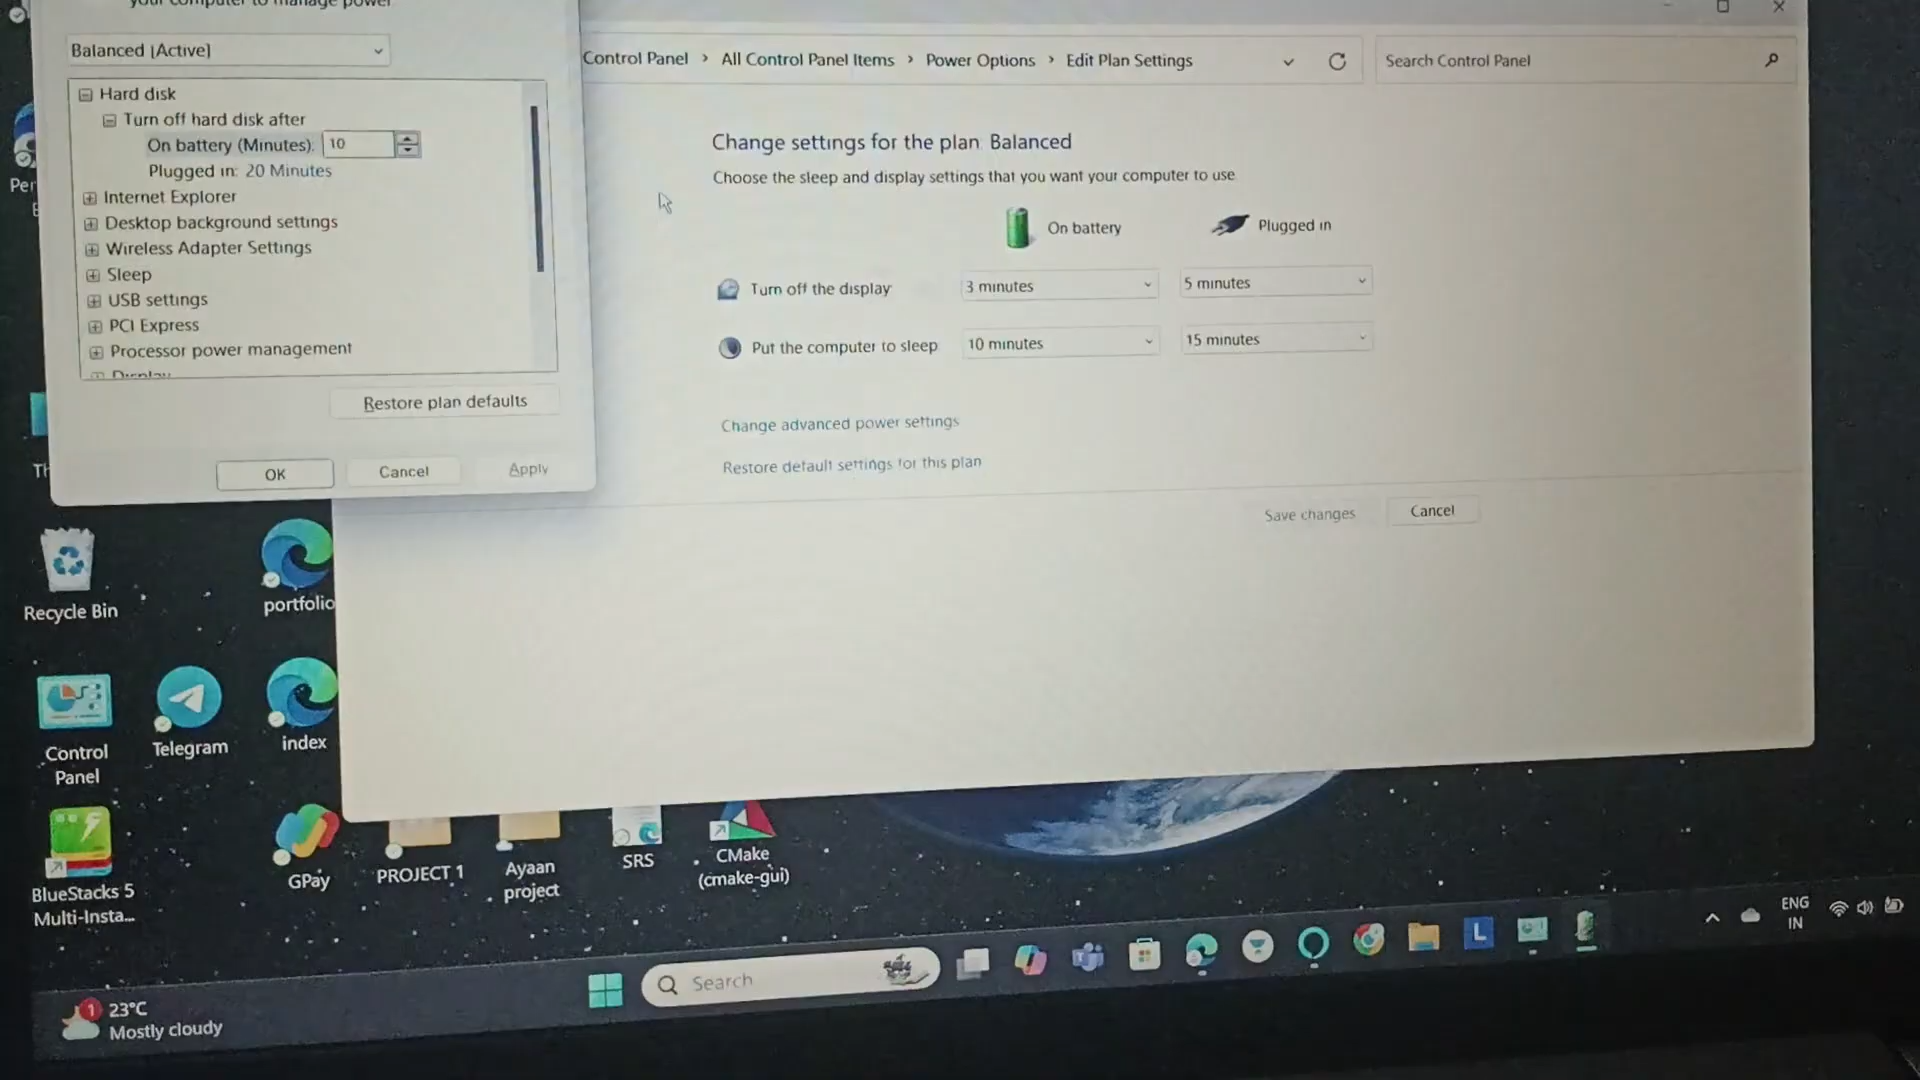 Balanced [Active]
Hard disk
Turn off hard disk after
On battery (Minutes): 10
Plugged in: 20 Minutes
Internet Explorer
Desktop background settings
Wireless Adapter Settings
Sleep
USB settings
PCI Express
Processor power management
Display
Restore plan defaults
OK
Cancel
Apply
Control Panel > All Control Panel Items > Power Options > Edit Plan Settings
Search Control Panel
Change settings for the plan: Balanced
Choose the sleep and display settings that you want your computer to use.
On battery
Plugged in
Turn off the display:
3 minutes
5 minutes
Put the computer to sleep:
10 minutes
15 minutes
Change advanced power settings
Restore default settings for this plan
Save changes
Cancel
Recycle Bin
portfolio
Control
Panel
Telegram
index
BlueStacks 5
Multi-Insta...
GPay
PROJECT 1
Ayaan
project
SRS
CMake
(cmake-gui)
1
23°C
Mostly cloudy
Search
L
ENG
IN